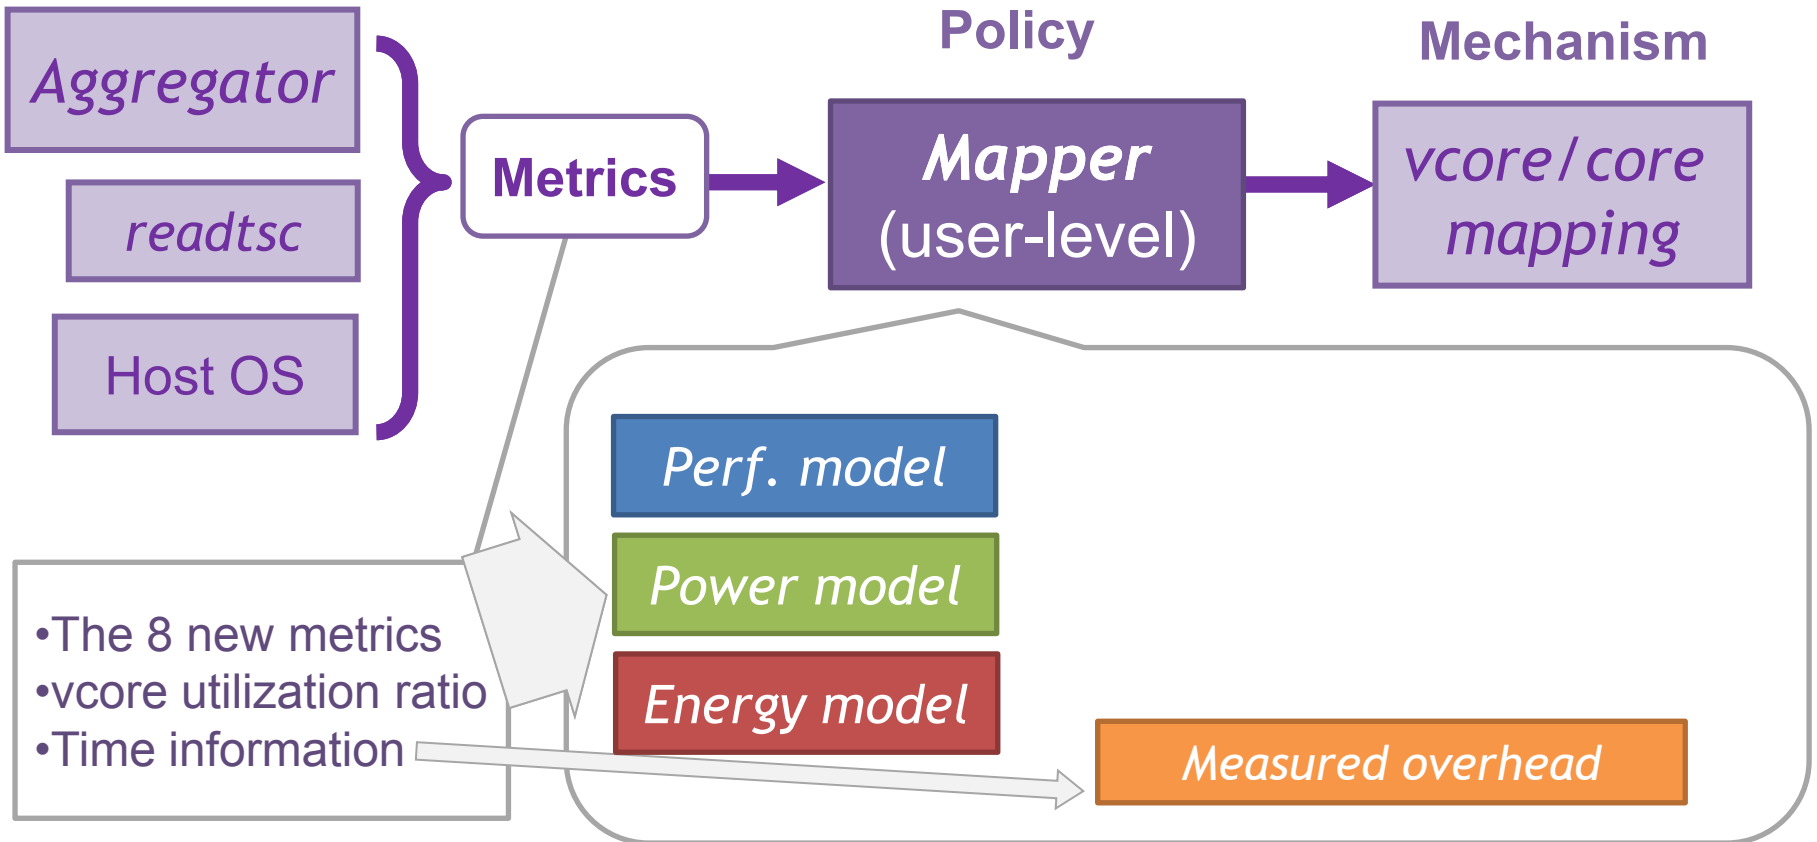 Policy
Mechanism
Aggregator
readtsc
Host OS
Metrics
Mapper
(user-level)
vcore/core
mapping
Perf. model
Power model
Energy model
•The 8 new metrics
•vcore utilization ratio
•Time information
Measured overhead